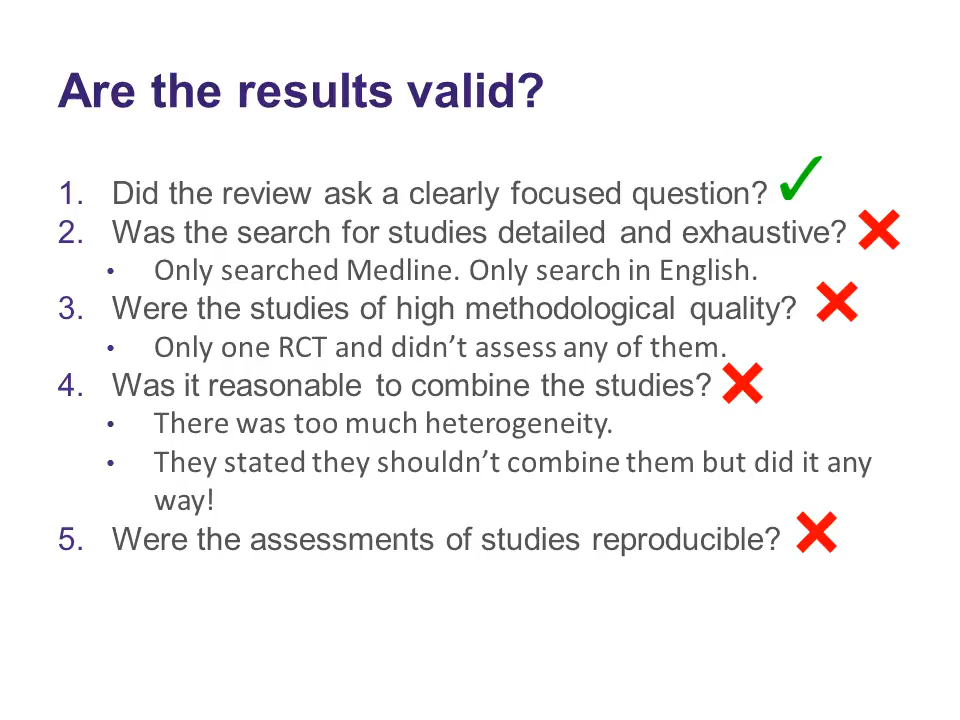 Are the results valid?
1. Did the review ask a clearly focused question? ✓
2. Was the search for studies detailed and exhaustive? ✕
• Only searched Medline. Only search in English.
3. Were the studies of high methodological quality? ✕
• Only one RCT and didn’t assess any of them.
4. Was it reasonable to combine the studies? ✕
• There was too much heterogeneity.
• They stated they shouldn’t combine them but did it any
way!
5. Were the assessments of studies reproducible? ✕